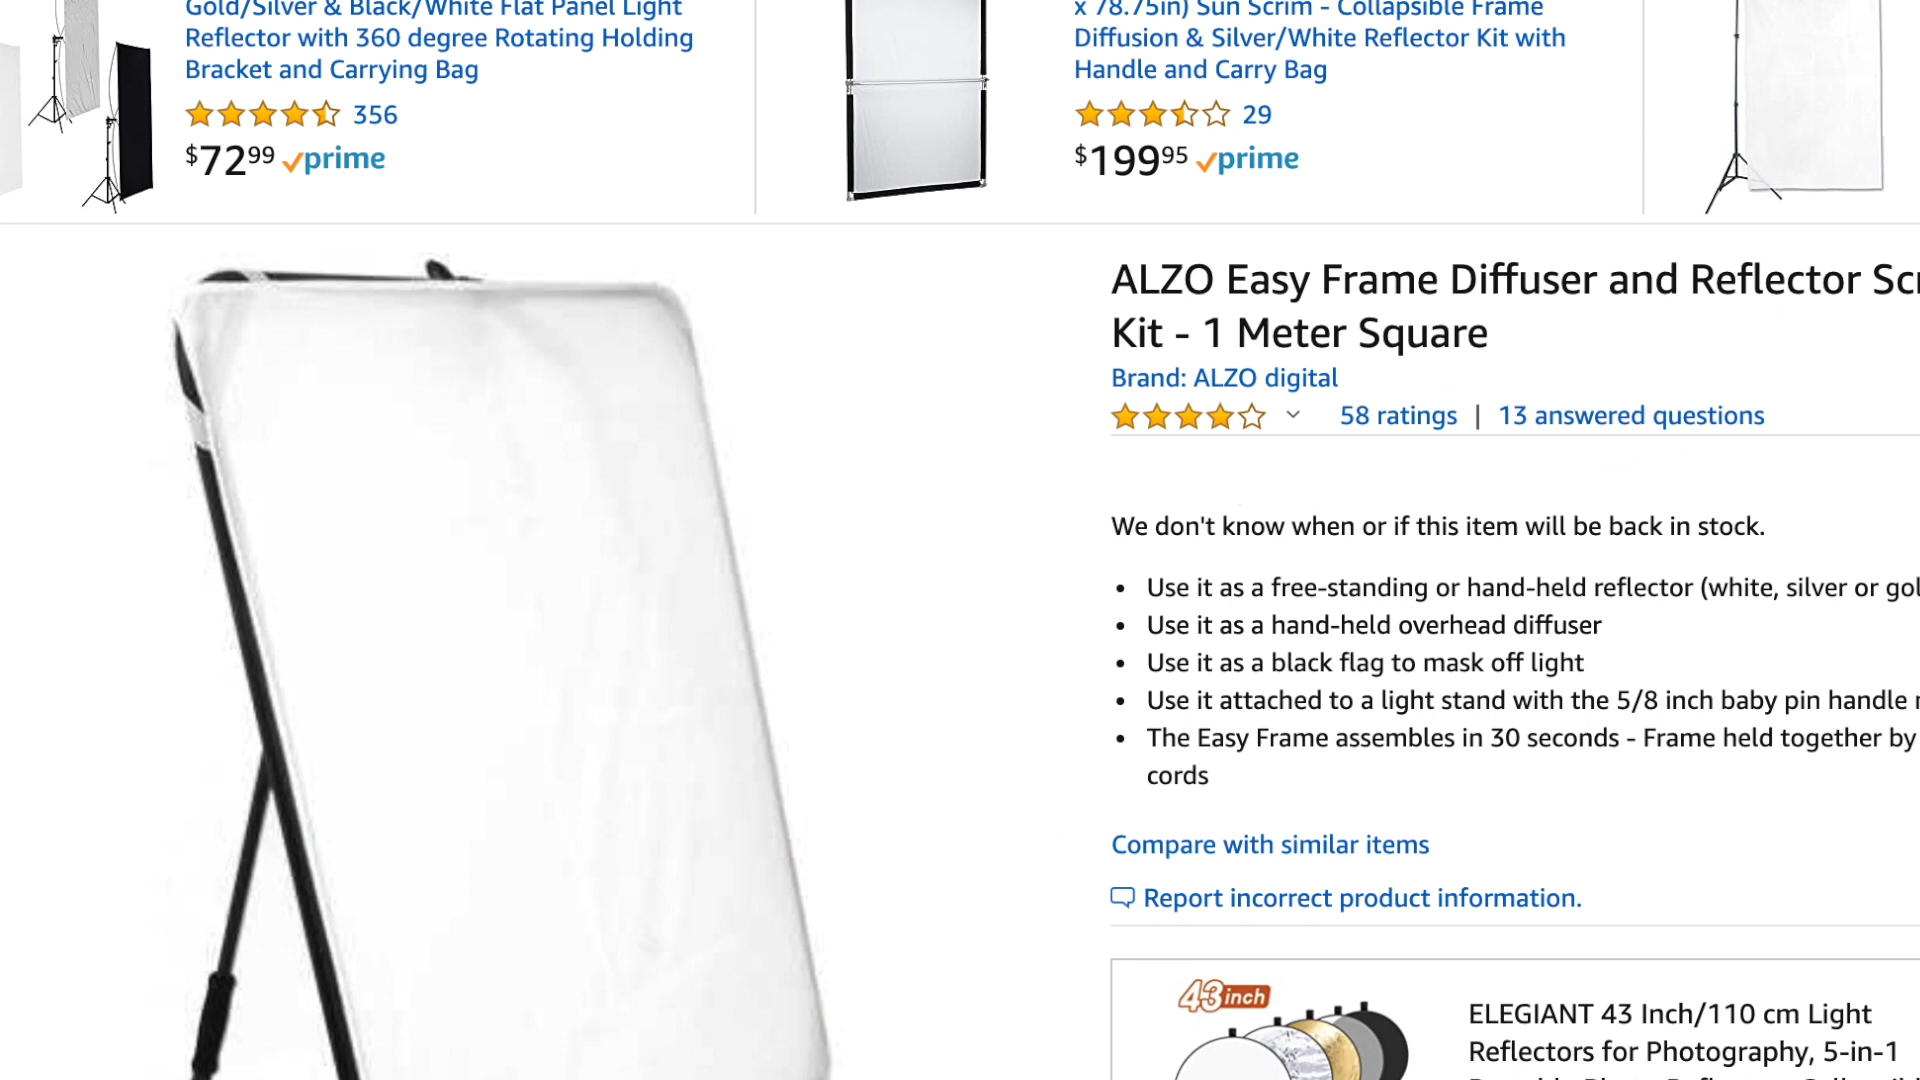 Gold/Silver & Black/White Flat Panel Light
Reflector with 360 degree Rotating Holding
Bracket and Carrying Bag
356
$72.99 prime
x 78.75in) Sun Scrim - Collapsible Frame
Diffusion & Silver/White Reflector Kit with
Handle and Carry Bag
29
$199.95 prime
ALZO Easy Frame Diffuser and Reflector Scr
Kit - 1 Meter Square
Brand: ALZO digital
58 ratings | 13 answered questions
We don't know when or if this item will be back in stock.
• Use it as a free-standing or hand-held reflector (white, silver or gol
• Use it as a hand-held overhead diffuser
• Use it as a black flag to mask off light
• Use it attached to a light stand with the 5/8 inch baby pin handle
• The Easy Frame assembles in 30 seconds - Frame held together by
cords
Compare with similar items
Report incorrect product information.
43inch
ELEGIANT 43 Inch/110 cm Light
Reflectors for Photography, 5-in-1